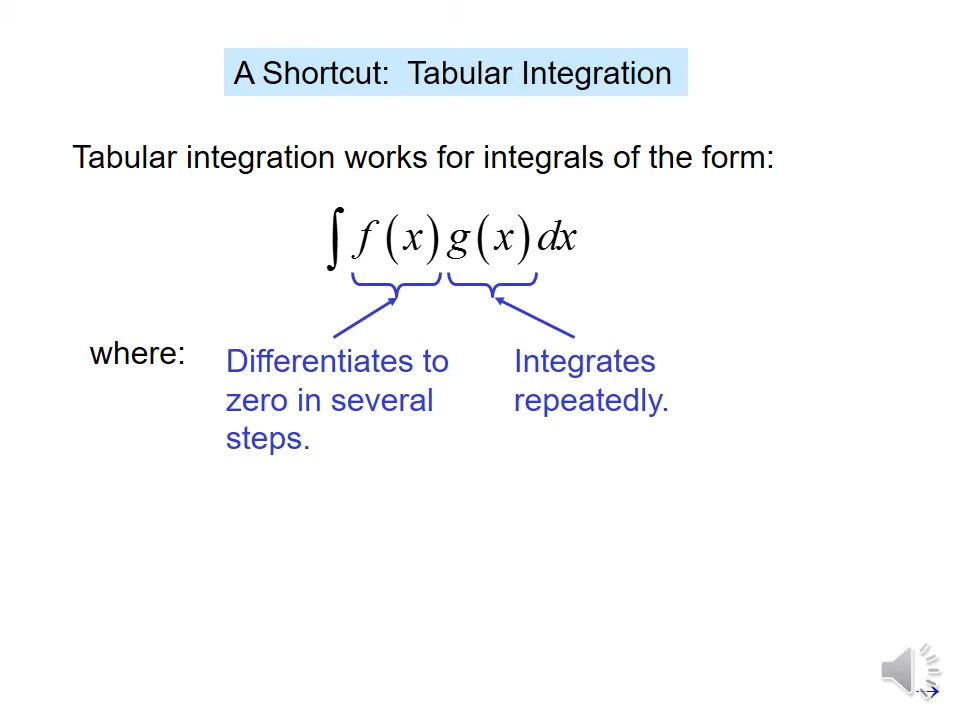 A Shortcut: Tabular Integration
Tabular integration works for integrals of the form:
∫ f(x) g(x) dx
where:
Differentiates to
zero in several
steps.
Integrates
repeatedly.